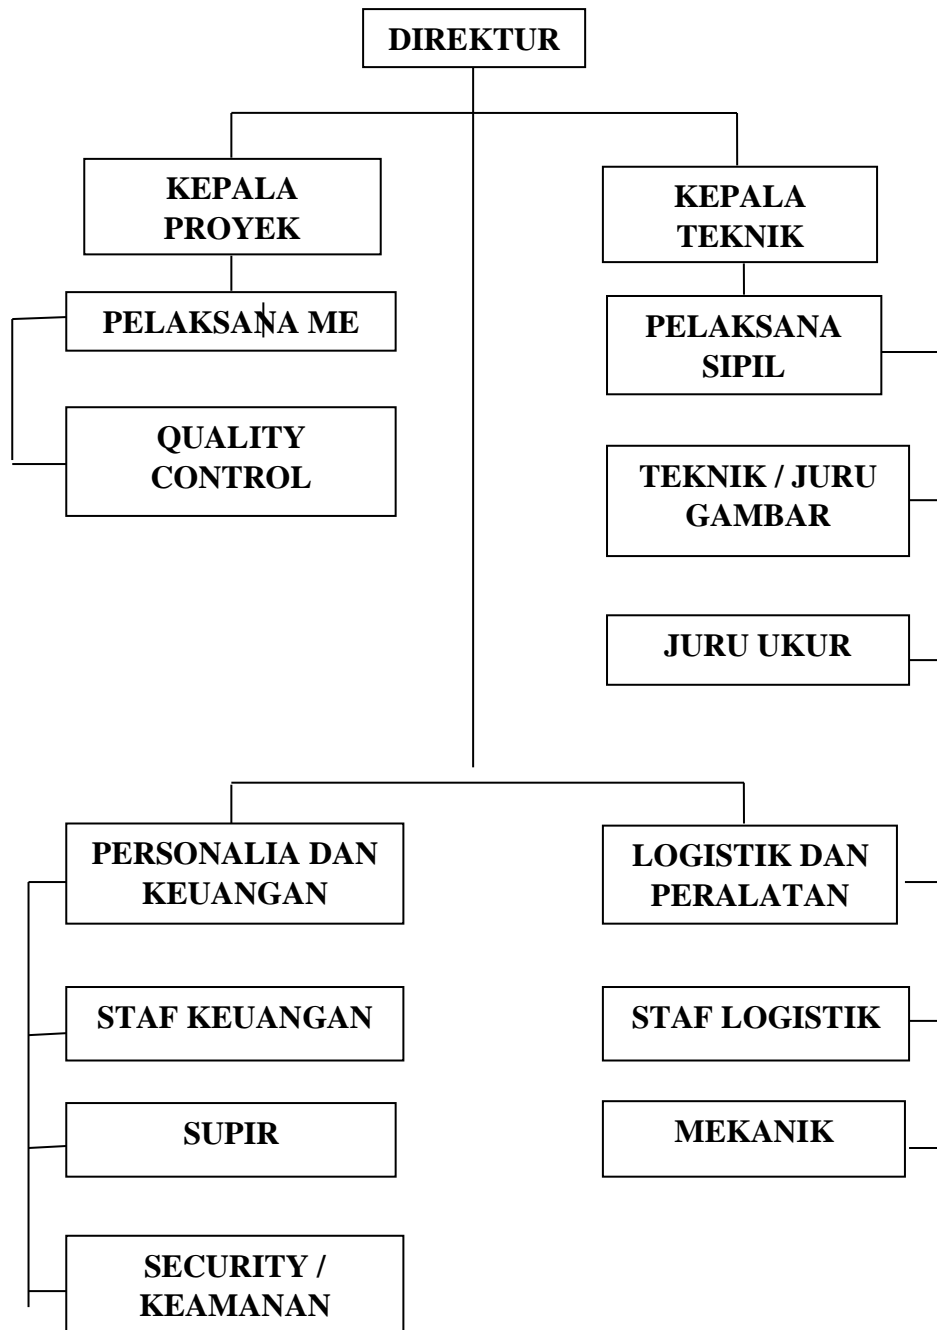 DIREKTUR
KEPALA
PROYEK
KEPALA
TEKNIK
PELAKSANA ME
PELAKSANA
SIPIL
QUALITY
CONTROL
TEKNIK / JURU
GAMBAR
JURU UKUR
PERSONALIA DAN
KEUANGAN
LOGISTIK DAN
PERALATAN
STAF KEUANGAN
STAF LOGISTIK
SUPIR
MEKANIK
SECURITY /
KEAMANAN